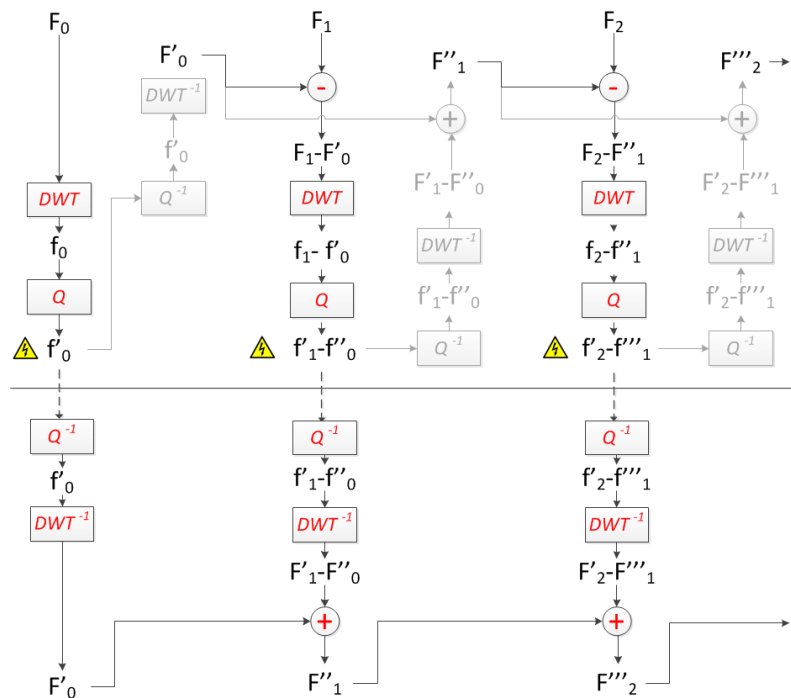 F₀ F₁ F₂
F'₀ F''₁ F'''₂
- -
DWT⁻¹ + +
f'₀ F₁-F'₀ F₂-F''₁
DWT Q⁻¹ DWT F'₁-F''₀ DWT F'₂-F'''₁
f₀ f₁- f'₀ DWT⁻¹ f₂-f''₁ DWT⁻¹
Q Q f'₁-f''₀ Q f'₂-f'''₁
f'₀ f'₁-f''₀ Q⁻¹ f'₂-f'''₁ Q⁻¹
Q⁻¹ Q⁻¹ Q⁻¹
f'₀ f'₁-f''₀ f'₂-f'''₁
DWT⁻¹ DWT⁻¹ DWT⁻¹
F'₁-F''₀ F'₂-F'''₁
+ +
F'₀ F''₁ F'''₂